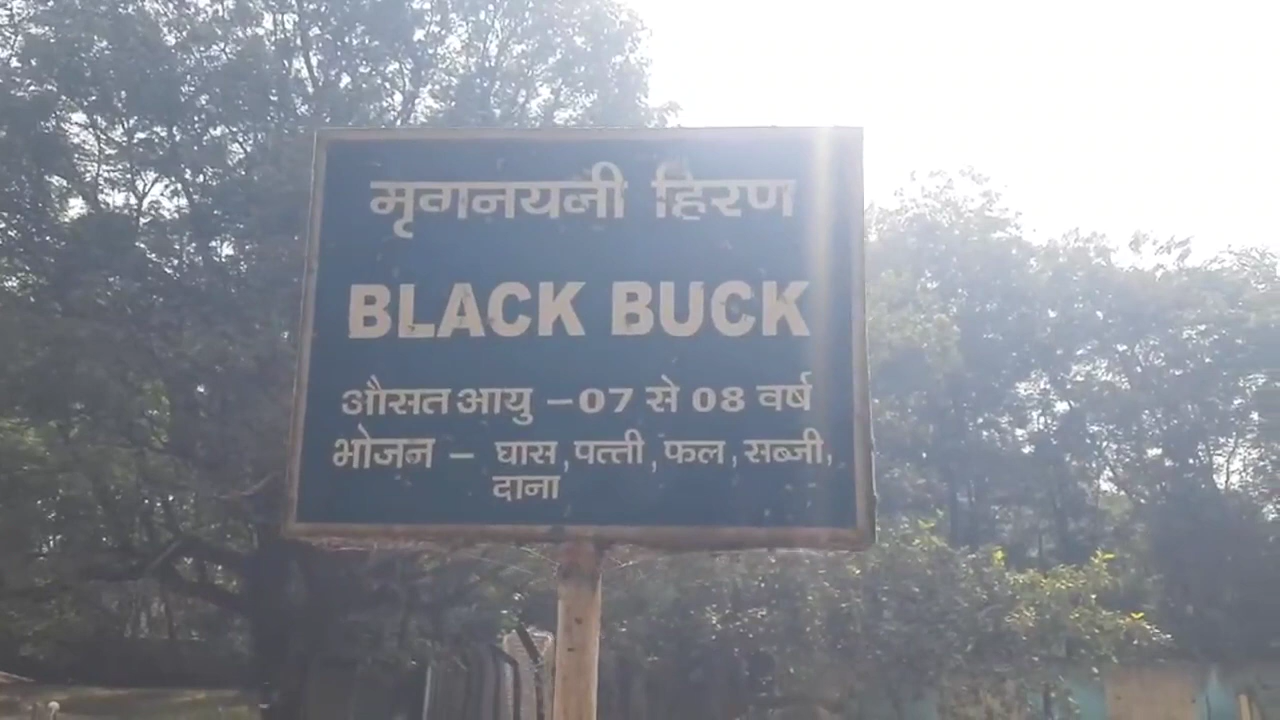 मृगनयनी हिरण
BLACK BUCK
औसत आयु –07 से 08 वर्ष
भोजन – घास, पत्ती, फल, सब्जी,
दाना